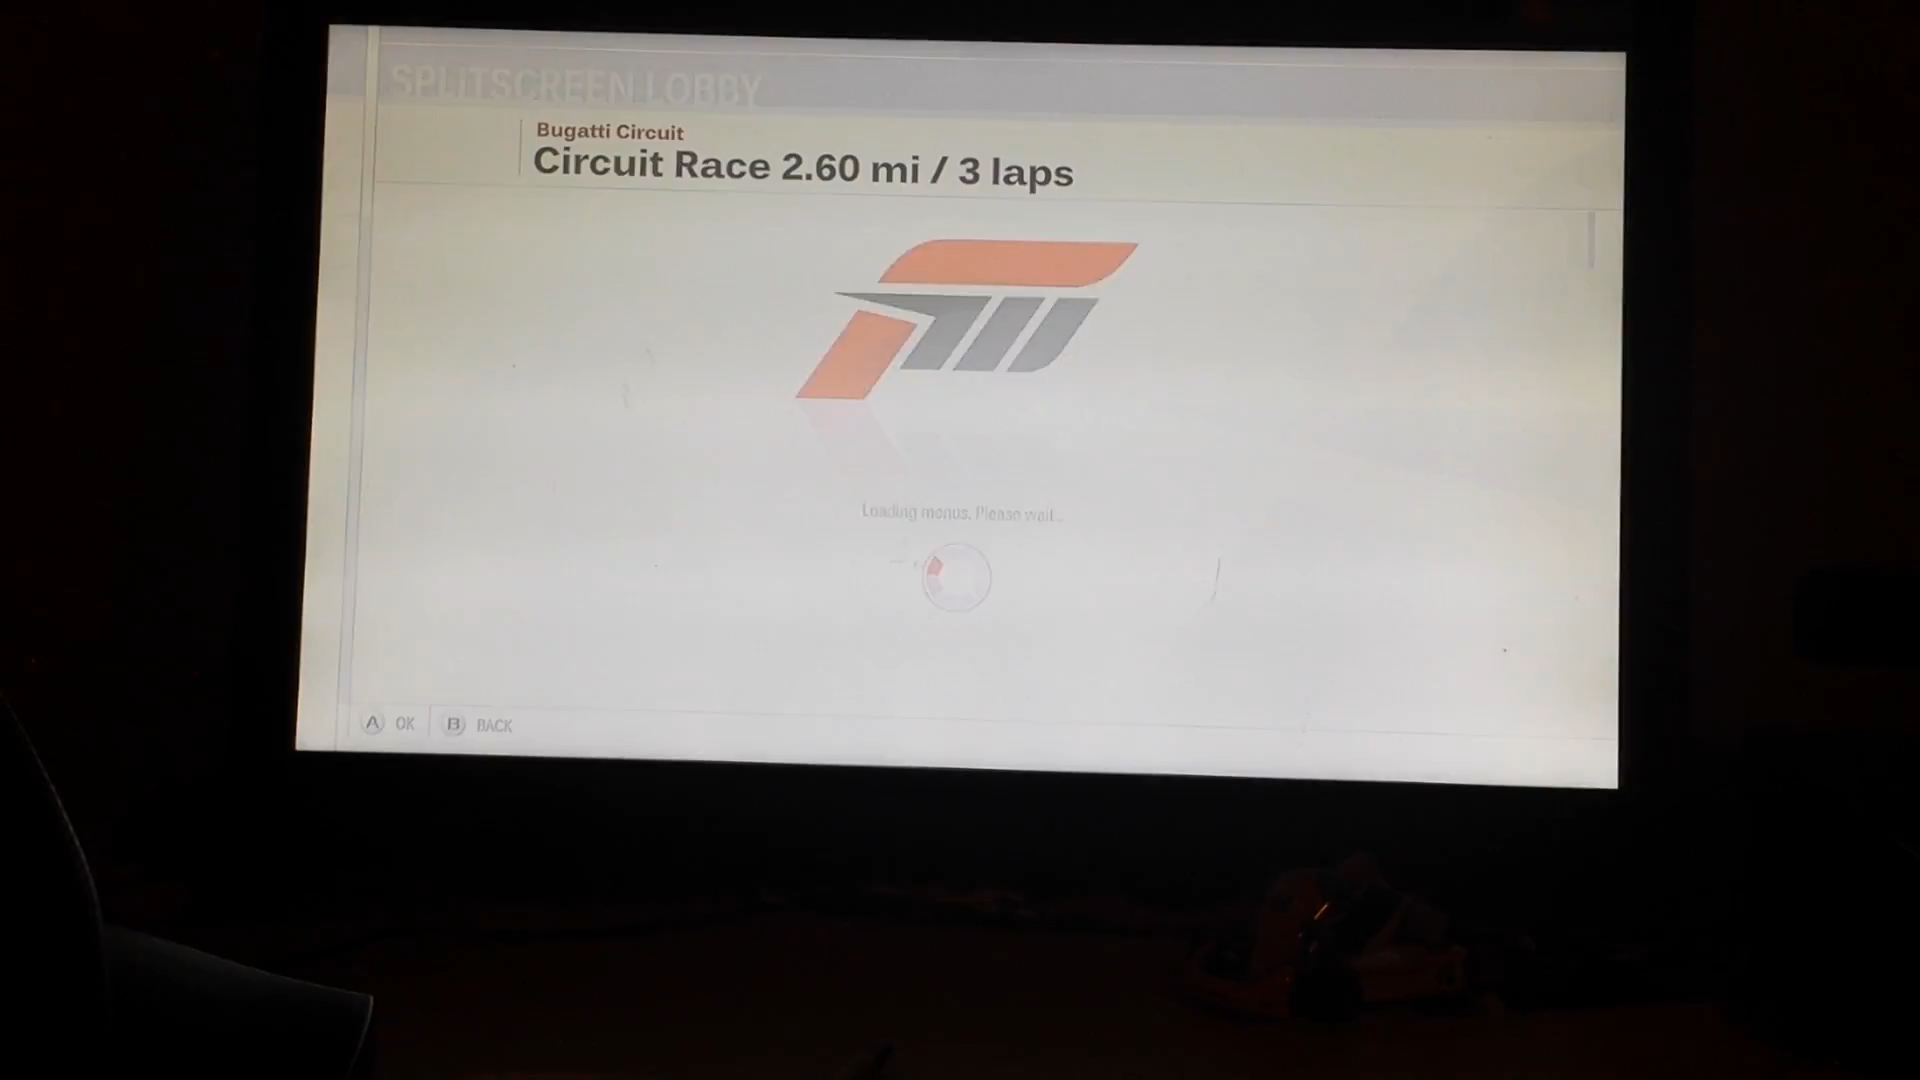 SPLITSCREEN LOBBY
Bugatti Circuit
Circuit Race 2.60 mi / 3 laps
Loading menus. Please wait...
A OK B BACK